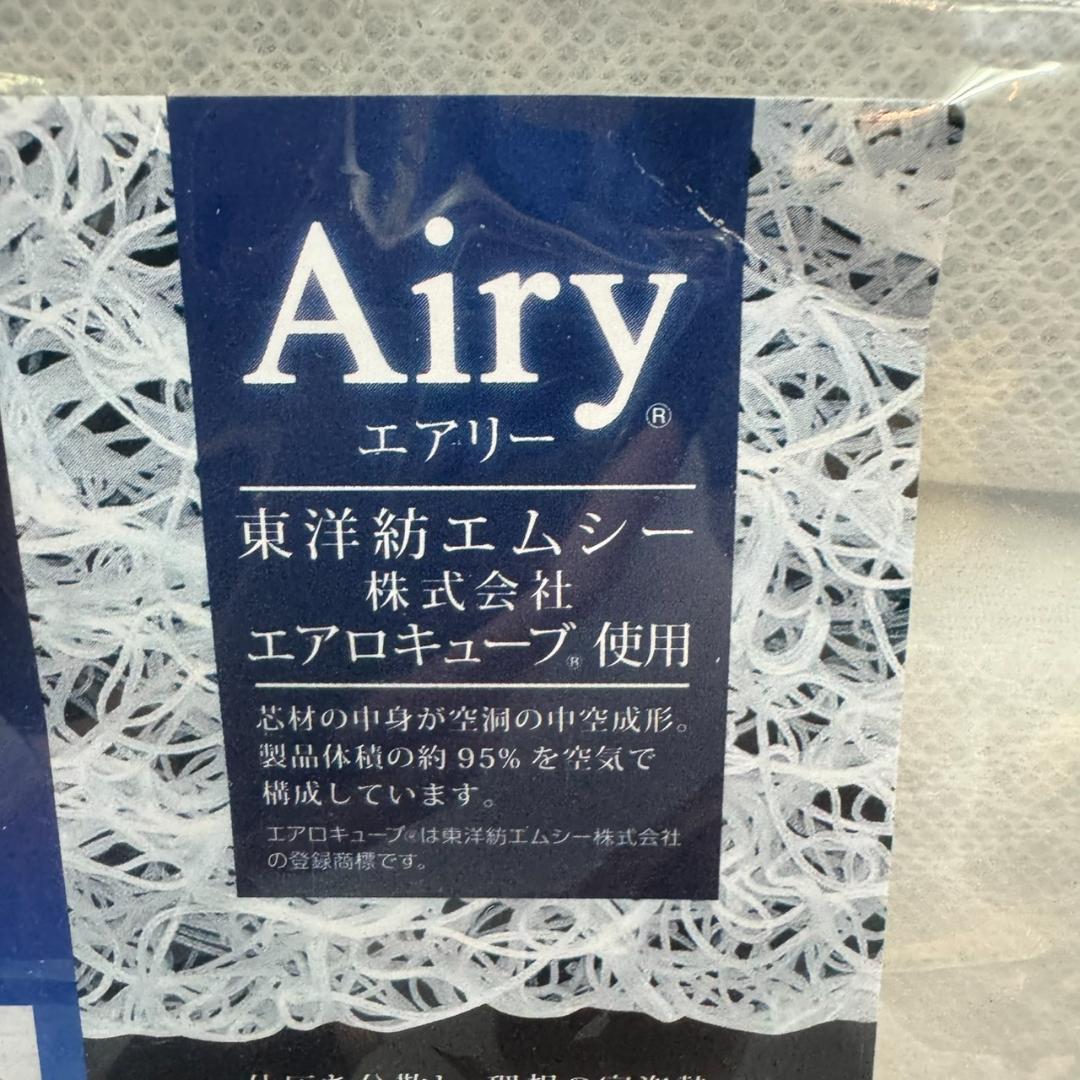 Airy®
エアリー
東洋紡エムシー
株式会社
エアロキューブ® 使用
芯材の中身が空洞の中空成形。
製品体積の約95%を空気で
構成しています。
エアロキューブ®は東洋紡エムシー株式会社
の登録商標です。